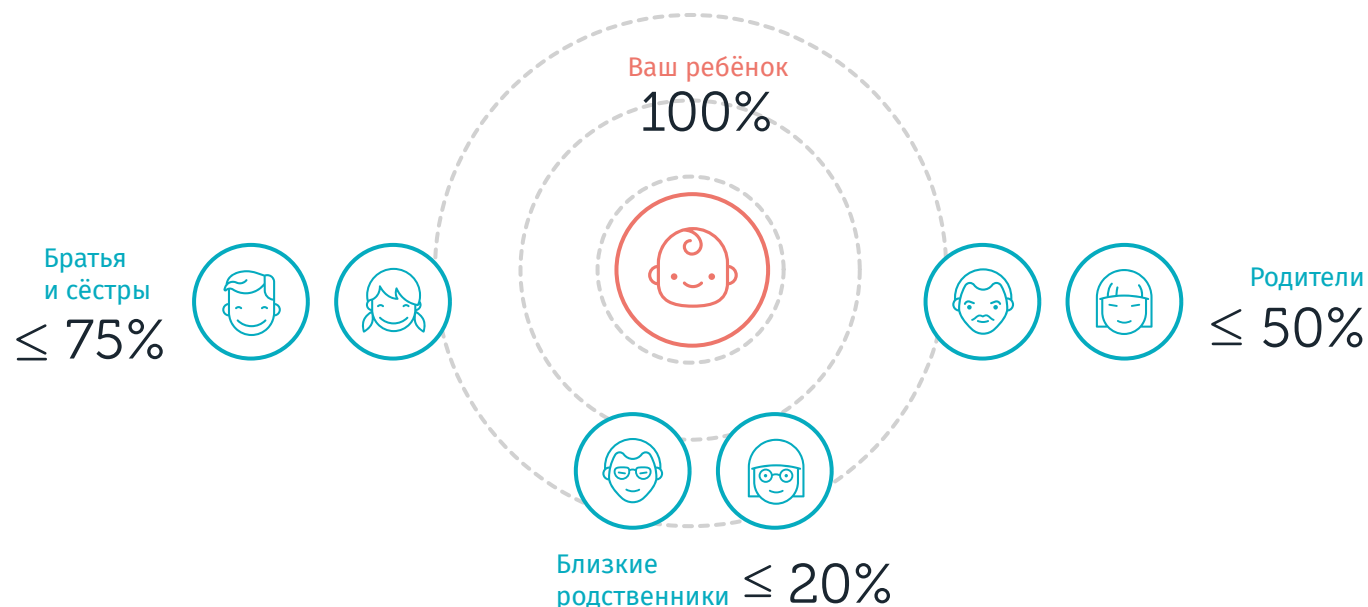 Ваш ребёнок
100%
Братья
и сёстры
≤ 75%
Родители
≤ 50%
Близкие
родственники
≤ 20%